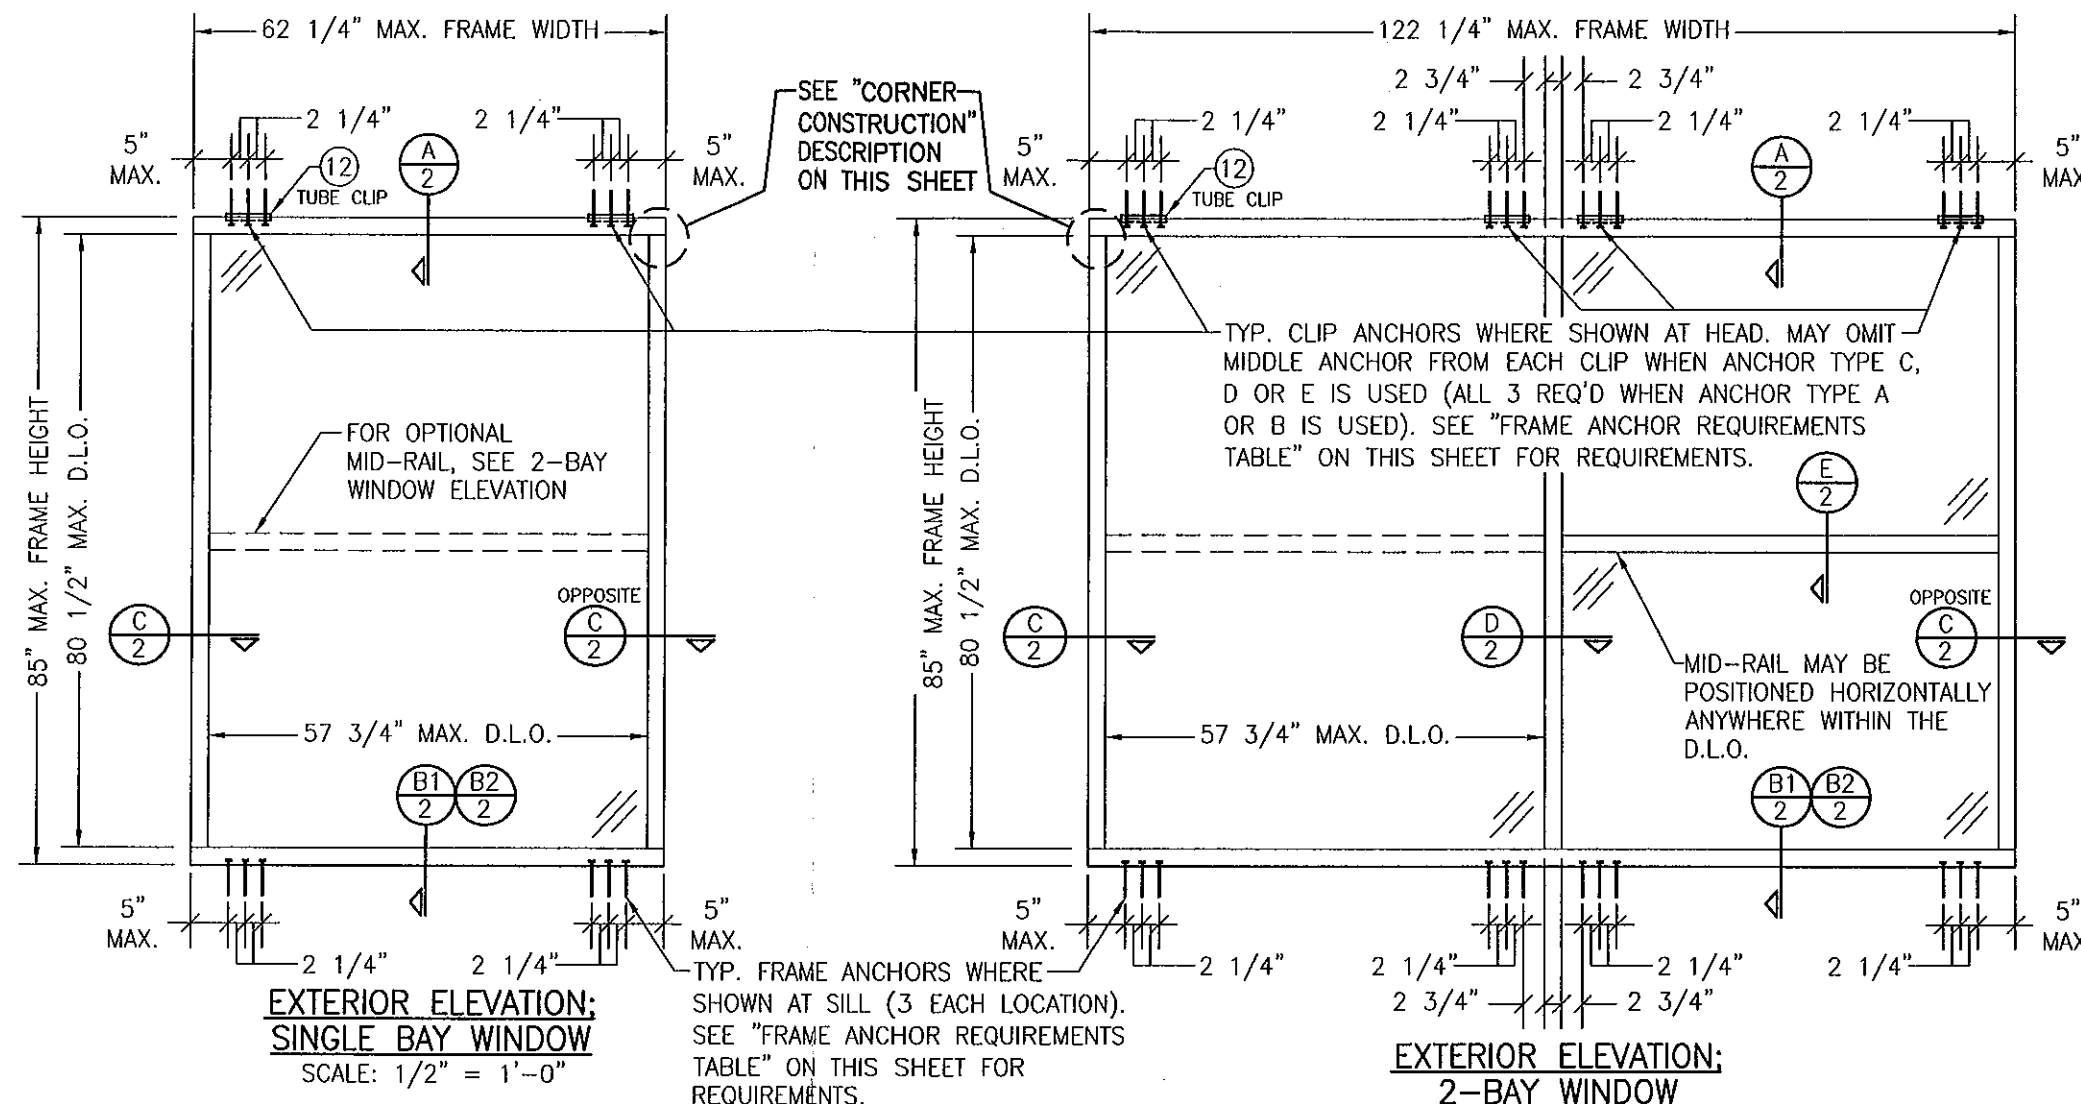 62 1/4" MAX. FRAME WIDTH
122 1/4" MAX. FRAME WIDTH
2 3/4"
2 3/4"
SEE "CORNER
CONSTRUCTION"
DESCRIPTION
ON THIS SHEET
2 1/4"
2 1/4"
2 1/4"
2 1/4"
2 1/4"
2 1/4"
5"
MAX.
12
TUBE CLIP
A
2
5"
MAX.
5"
MAX.
12
TUBE CLIP
A
2
5"
MAX
TYP. CLIP ANCHORS WHERE SHOWN AT HEAD. MAY OMIT
MIDDLE ANCHOR FROM EACH CLIP WHEN ANCHOR TYPE C,
D OR E IS USED (ALL 3 REQ'D WHEN ANCHOR TYPE A
OR B IS USED). SEE "FRAME ANCHOR REQUIREMENTS
TABLE" ON THIS SHEET FOR REQUIREMENTS.
85" MAX. FRAME HEIGHT
80 1/2" MAX. D.L.O.
FOR OPTIONAL
MID-RAIL, SEE 2-BAY
WINDOW ELEVATION
85" MAX. FRAME HEIGHT
80 1/2" MAX. D.L.O.
E
2
C
2
OPPOSITE
C
2
C
2
D
2
OPPOSITE
C
2
MID-RAIL MAY BE
POSITIONED HORIZONTALLY
ANYWHERE WITHIN THE
D.L.O.
57 3/4" MAX. D.L.O.
57 3/4" MAX. D.L.O.
B1
2
B2
2
B1
2
B2
2
5"
MAX.
5"
MAX.
5"
MAX.
5"
MAX
2 1/4"
2 1/4"
2 1/4"
2 1/4"
2 1/4"
2 1/4"
2 3/4"
2 3/4"
TYP. FRAME ANCHORS WHERE
SHOWN AT SILL (3 EACH LOCATION).
SEE "FRAME ANCHOR REQUIREMENTS
TABLE" ON THIS SHEET FOR
REQUIREMENTS.
EXTERIOR ELEVATION;
SINGLE BAY WINDOW
SCALE: 1/2" = 1'-0"
EXTERIOR ELEVATION;
2-BAY WINDOW